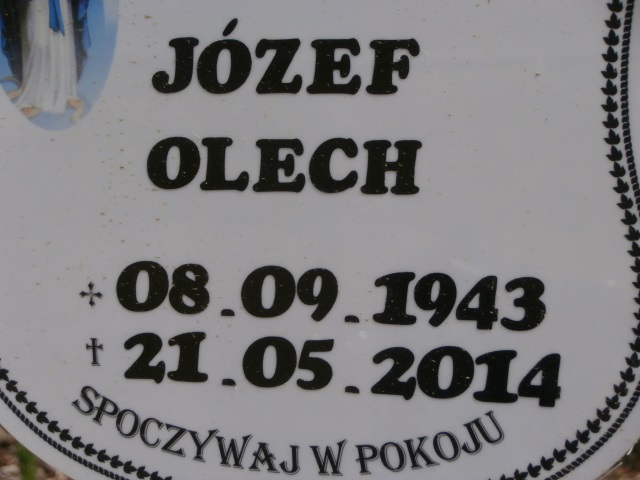 JÓZEF
OLECH
08.09.1943
21.05.2014
SPOCZYWAJ W POKOJU